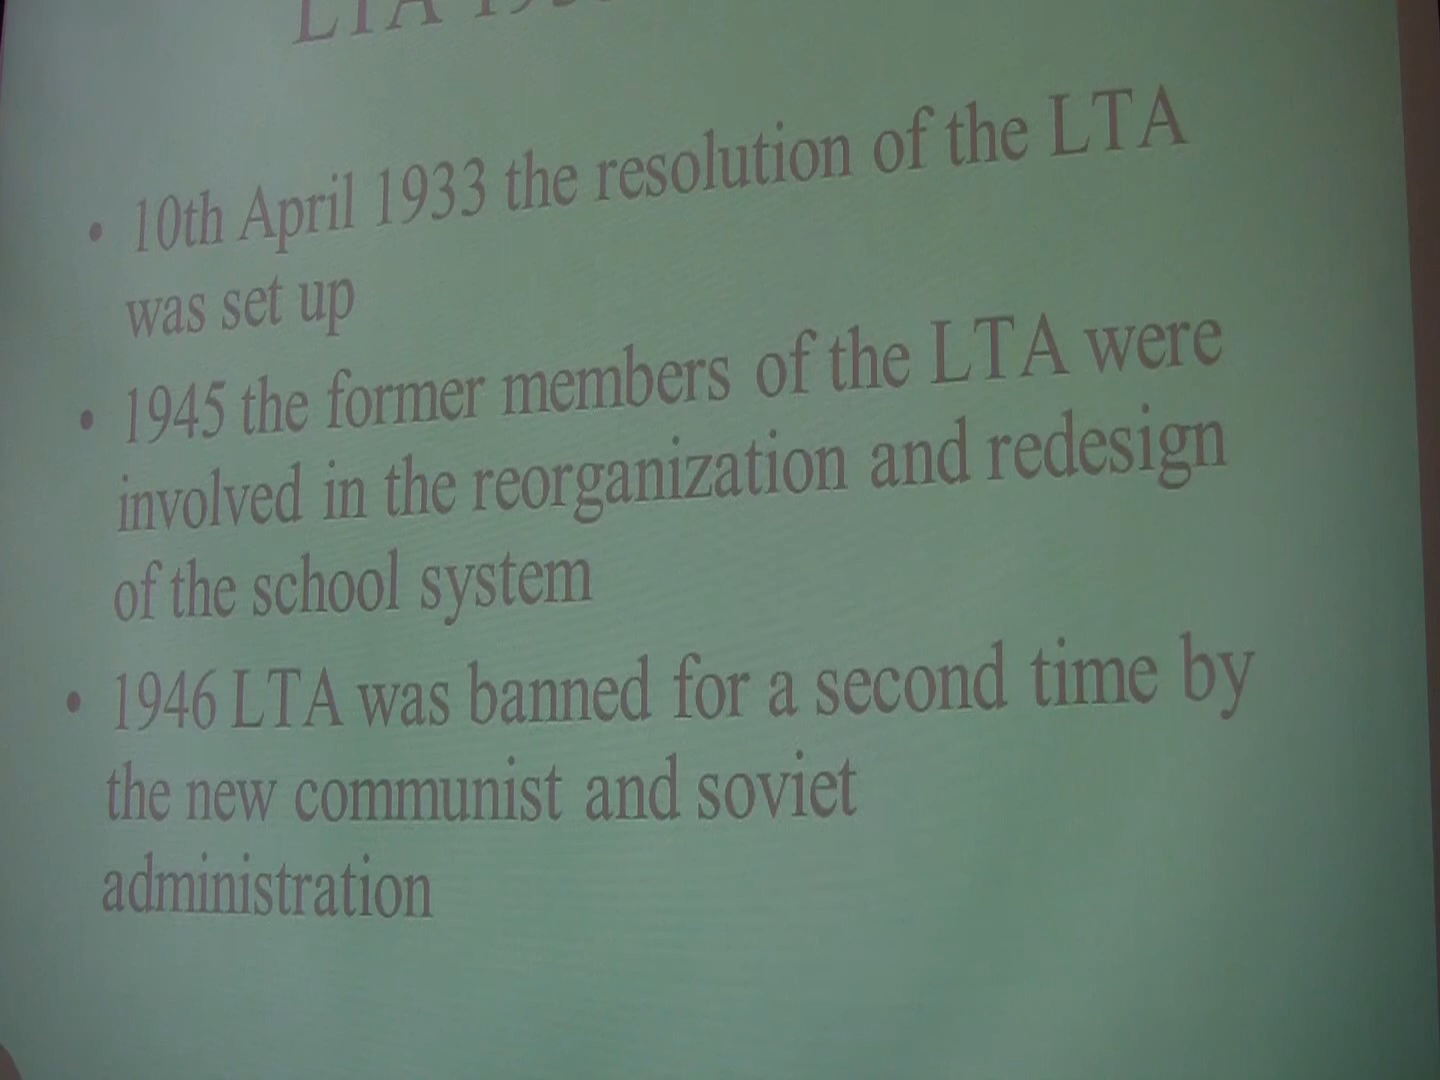 LTA 193
• 10th April 1933 the resolution of the LTA
was set up
• 1945 the former members of the LTA were
involved in the reorganization and redesign
of the school system
• 1946 LTA was banned for a second time by
the new communist and soviet
administration